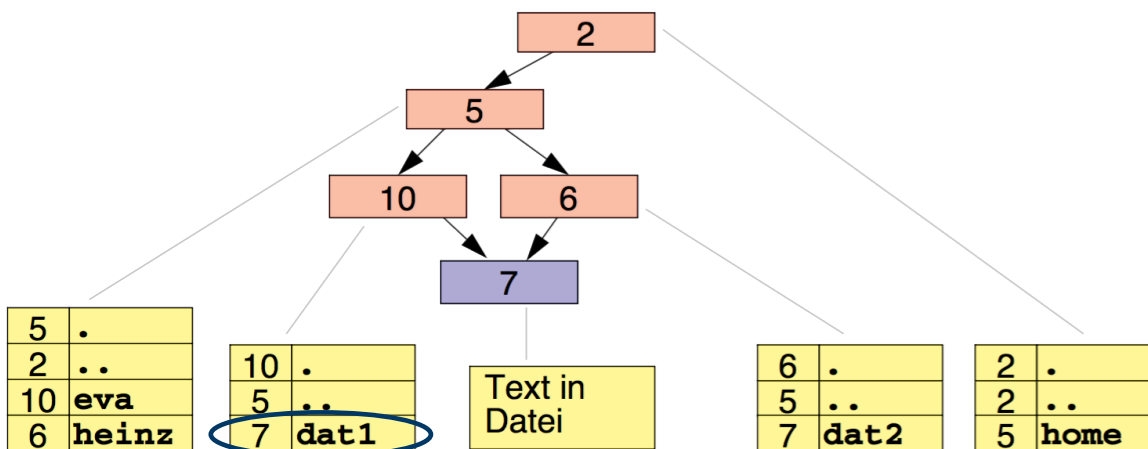 2
5
10
6
7
5 .
2 ..
10 eva
6 heinz
10 .
5 ..
7 dat1
Text in
Datei
6 .
5 ..
7 dat2
2 .
2 ..
5 home